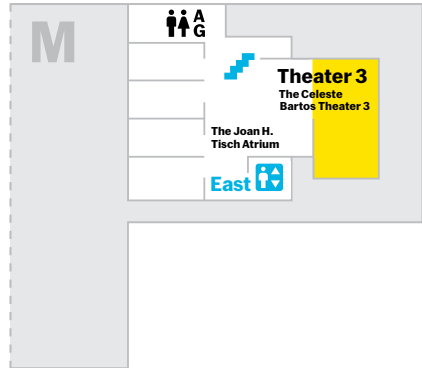 M
A
G
Theater 3
The Celeste
Bartos Theater 3
The Joan H.
Tisch Atrium
East